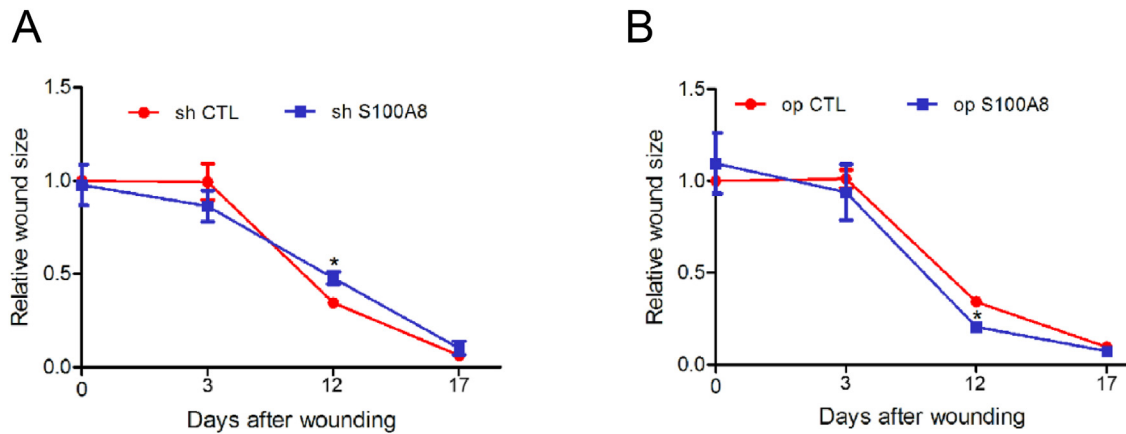 A
1.5
1.0
0.5
0.0
Relative wound size
sh CTL sh S100A8
*
0 3 12 17
Days after wounding
B
1.5
1.0
0.5
0.0
Relative wound size
op CTL op S100A8
*
0 3 12 17
Days after wounding